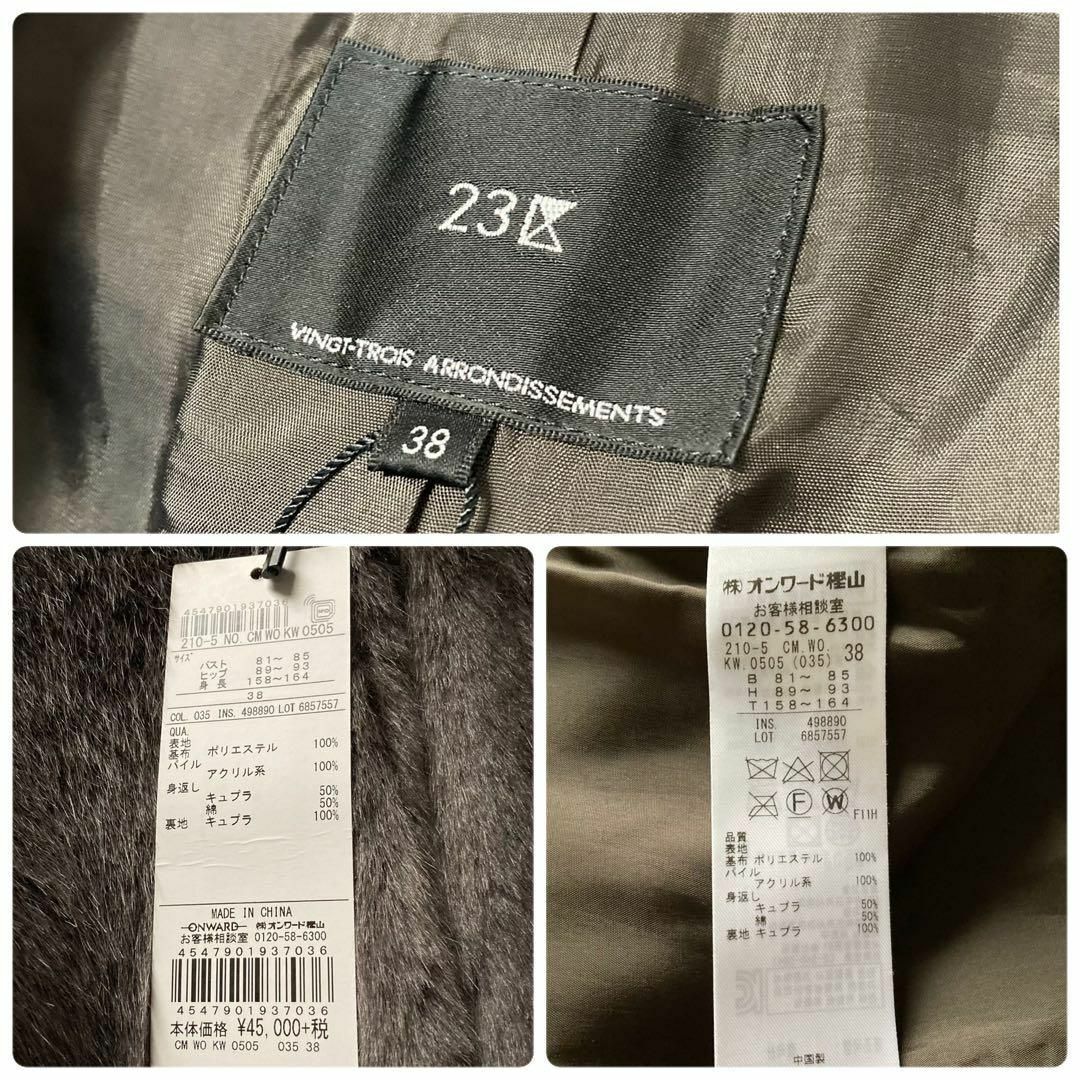 23区
VINGT-TROIS ARRONDISSEMENTS
38
4547901937036
210-5 NO. CM WO KW 0505
サイズ
バスト 81～ 85
ヒップ 89～ 93
身長 158～164
38
COL. 035 INS. 498890 LOT 6857557
QUA.
表地
基布 ポリエステル 100%
パイル
アクリル系 100%
身返し
キュプラ 50%
綿 50%
裏地 キュプラ 100%
MADE IN CHINA
ONWARD ㈱オンワード樫山
お客様相談室 0120-58-6300
4547901937036
4547901937036
本体価格 ¥45,000+税
CM WO KW 0505 035 38
㈱オンワード樫山
お客様相談室
0120-58-6300
210-5 CM.WO.
KW.0505 (035) 38
B 81～ 85
H 89～ 93
T 158～164
INS 498890
LOT 6857557
F
W
F11H
品質
表地
基布 ポリエステル 100%
パイル
アクリル系 100%
身返し
キュプラ 50%
綿 50%
裏地 キュプラ 100%
中国製